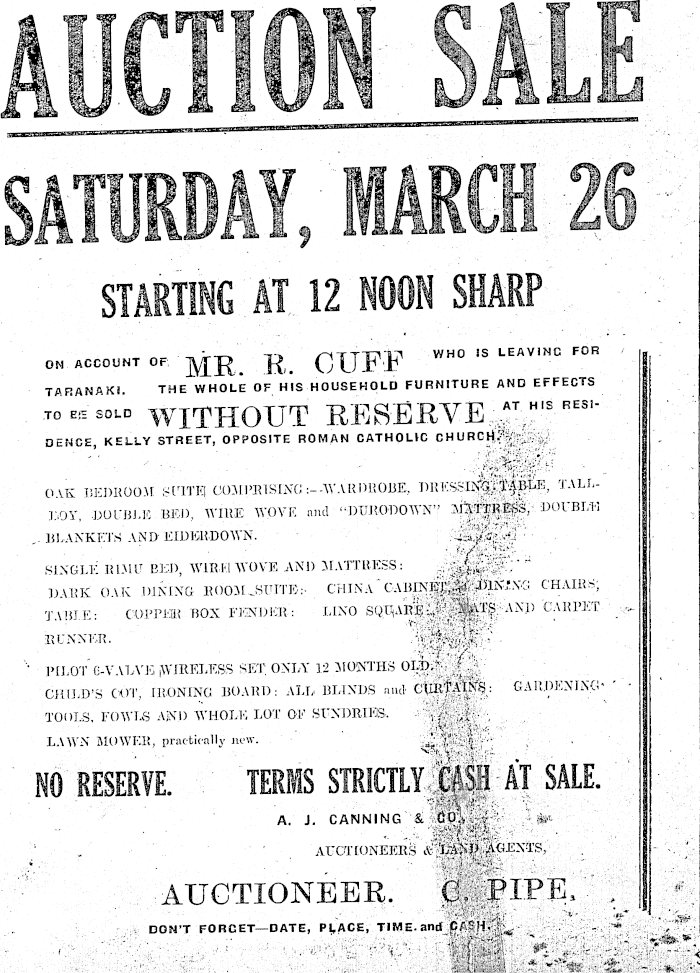 AUCTION SALE
SATURDAY, MARCH 26
STARTING AT 12 NOON SHARP
ON ACCOUNT OF MR. R. CUFF WHO IS LEAVING FOR
TARANAKI. THE WHOLE OF HIS HOUSEHOLD FURNITURE AND EFFECTS
TO BE SOLD WITHOUT RESERVE AT HIS RESI-
DENCE, KELLY STREET, OPPOSITE ROMAN CATHOLIC CHURCH.
OAK BEDROOM SUITE COMPRISING:—WARDROBE, DRESSING TABLE, TALL-
BOY, DOUBLE BED, WIRE WOVE and "DURODOWN" MATTRESS, DOUBLE
BLANKETS AND EIDERDOWN.
SINGLE RIMU BED, WIRE WOVE AND MATTRESS:
DARK OAK DINING ROOM SUITE: CHINA CABINET, DINING CHAIRS,
TABLE: COPPER BOX FENDER: LINO SQUARE: MATS AND CARPET
RUNNER.
PILOT 6-VALVE WIRELESS SET ONLY 12 MONTHS OLD.
CHILD'S COT, IRONING BOARD: ALL BLINDS and CURTAINS: GARDENING
TOOLS, FOWLS AND WHOLE LOT OF SUNDRIES.
LAWN MOWER, practically new.
NO RESERVE. TERMS STRICTLY CASH AT SALE.
A. J. CANNING & CO.,
AUCTIONEERS & LAND AGENTS,
AUCTIONEER. C. PIPE.
DON'T FORGET—DATE, PLACE, TIME. and CASH.